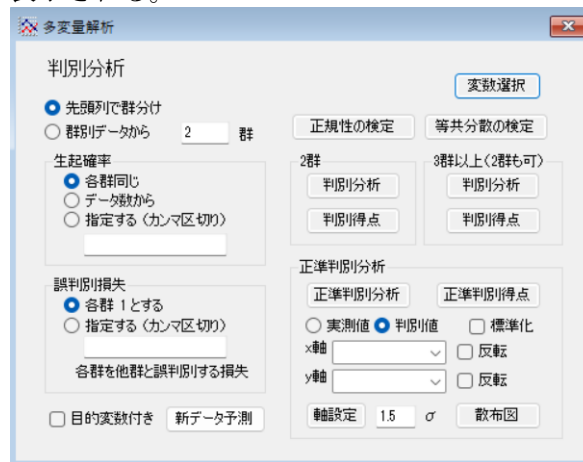 多変量解析
判別分析
変数選択
先頭列で群分け
群別データから 2 群
正規性の検定 等共分散の検定
生起確率
各群同じ
データ数から
指定する(カンマ区切り)
2群
判別分析
判別得点
3群以上(2群も可)
判別分析
判別得点
誤判別損失
各群 1とする
指定する(カンマ区切り)
各群を他群と誤判別する損失
目的変数付き 新データ予測
正準判別分析
正準判別分析 正準判別得点
実測値 判別値 標準化
x軸 反転
y軸 反転
軸設定 1.5 σ 散布図